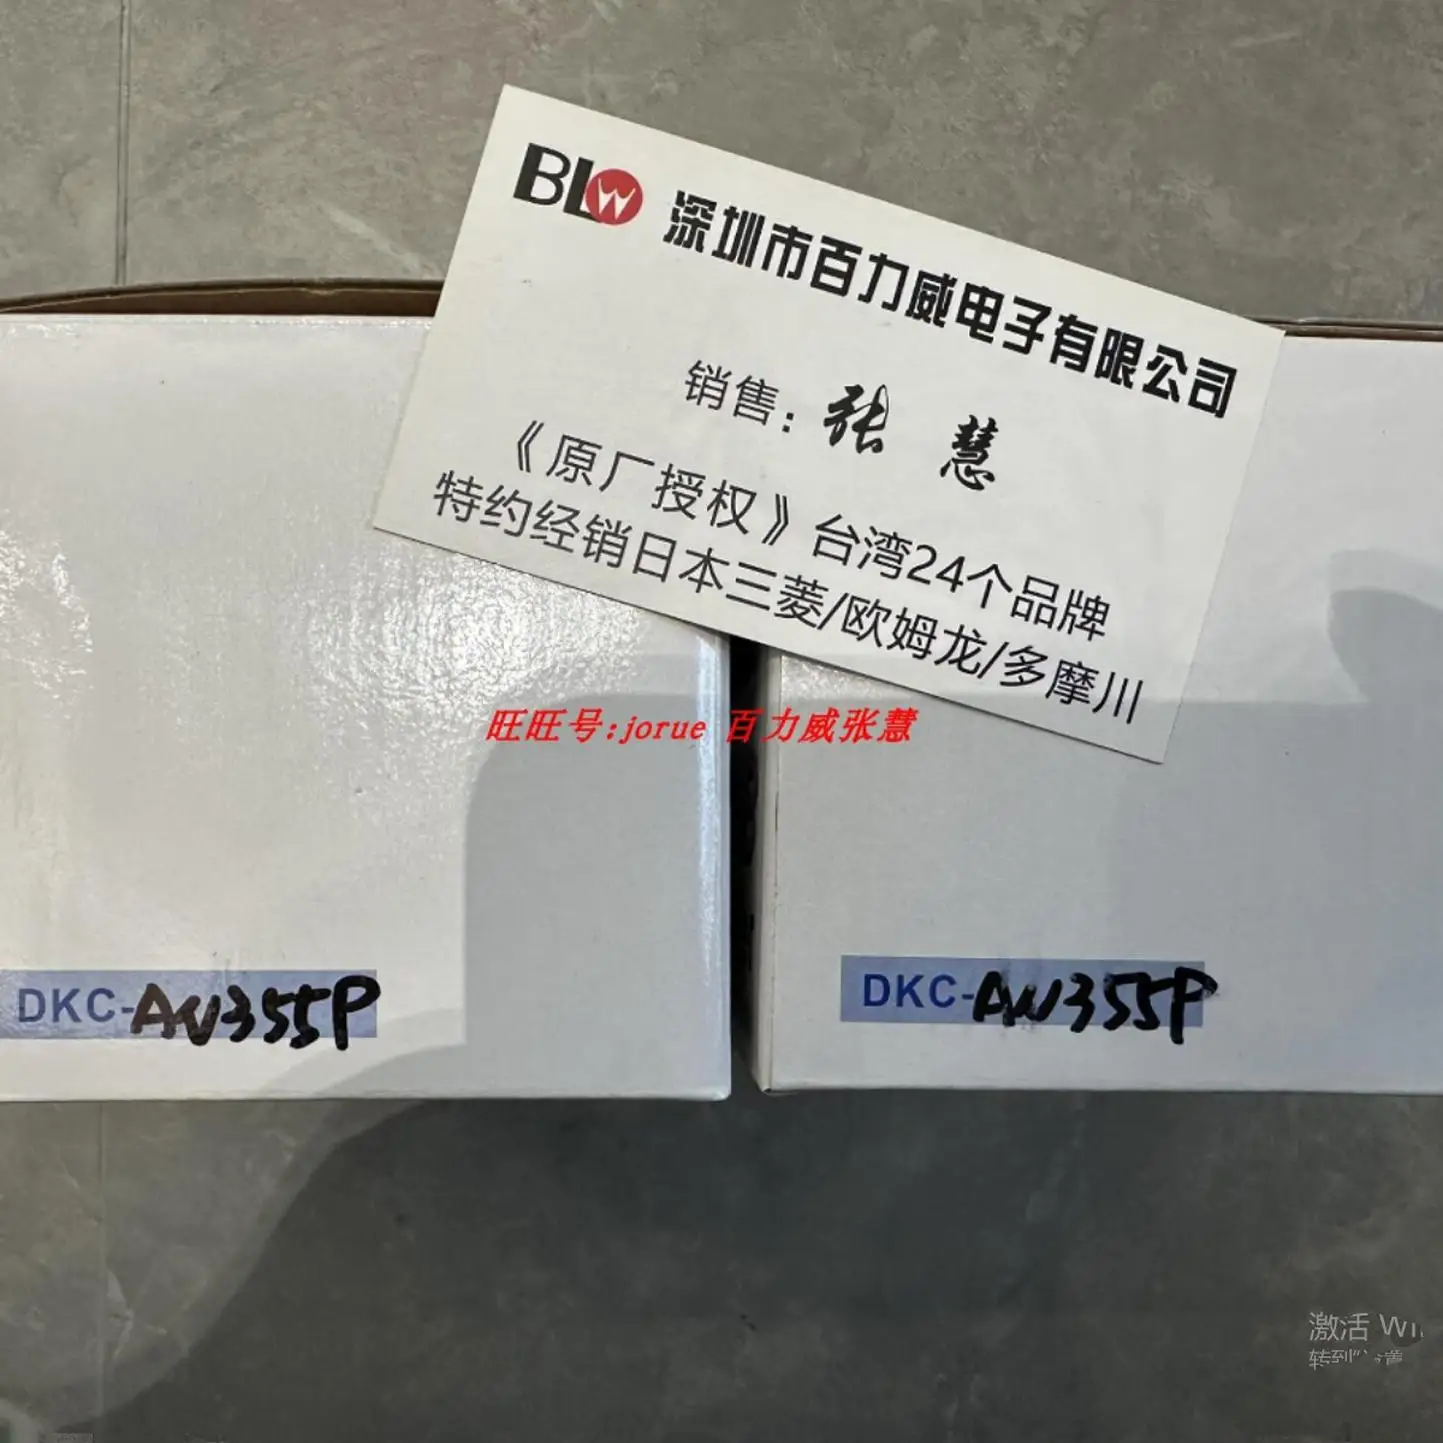 BLW 深圳市百力威电子有限公司
销售：张 慧
《原厂授权》台湾24个品牌
特约经销日本三菱/欧姆龙/多摩川
旺旺号:jorue 百力威张慧
DKC-AW355P
DKC-AW355P
激活 Wi
转到